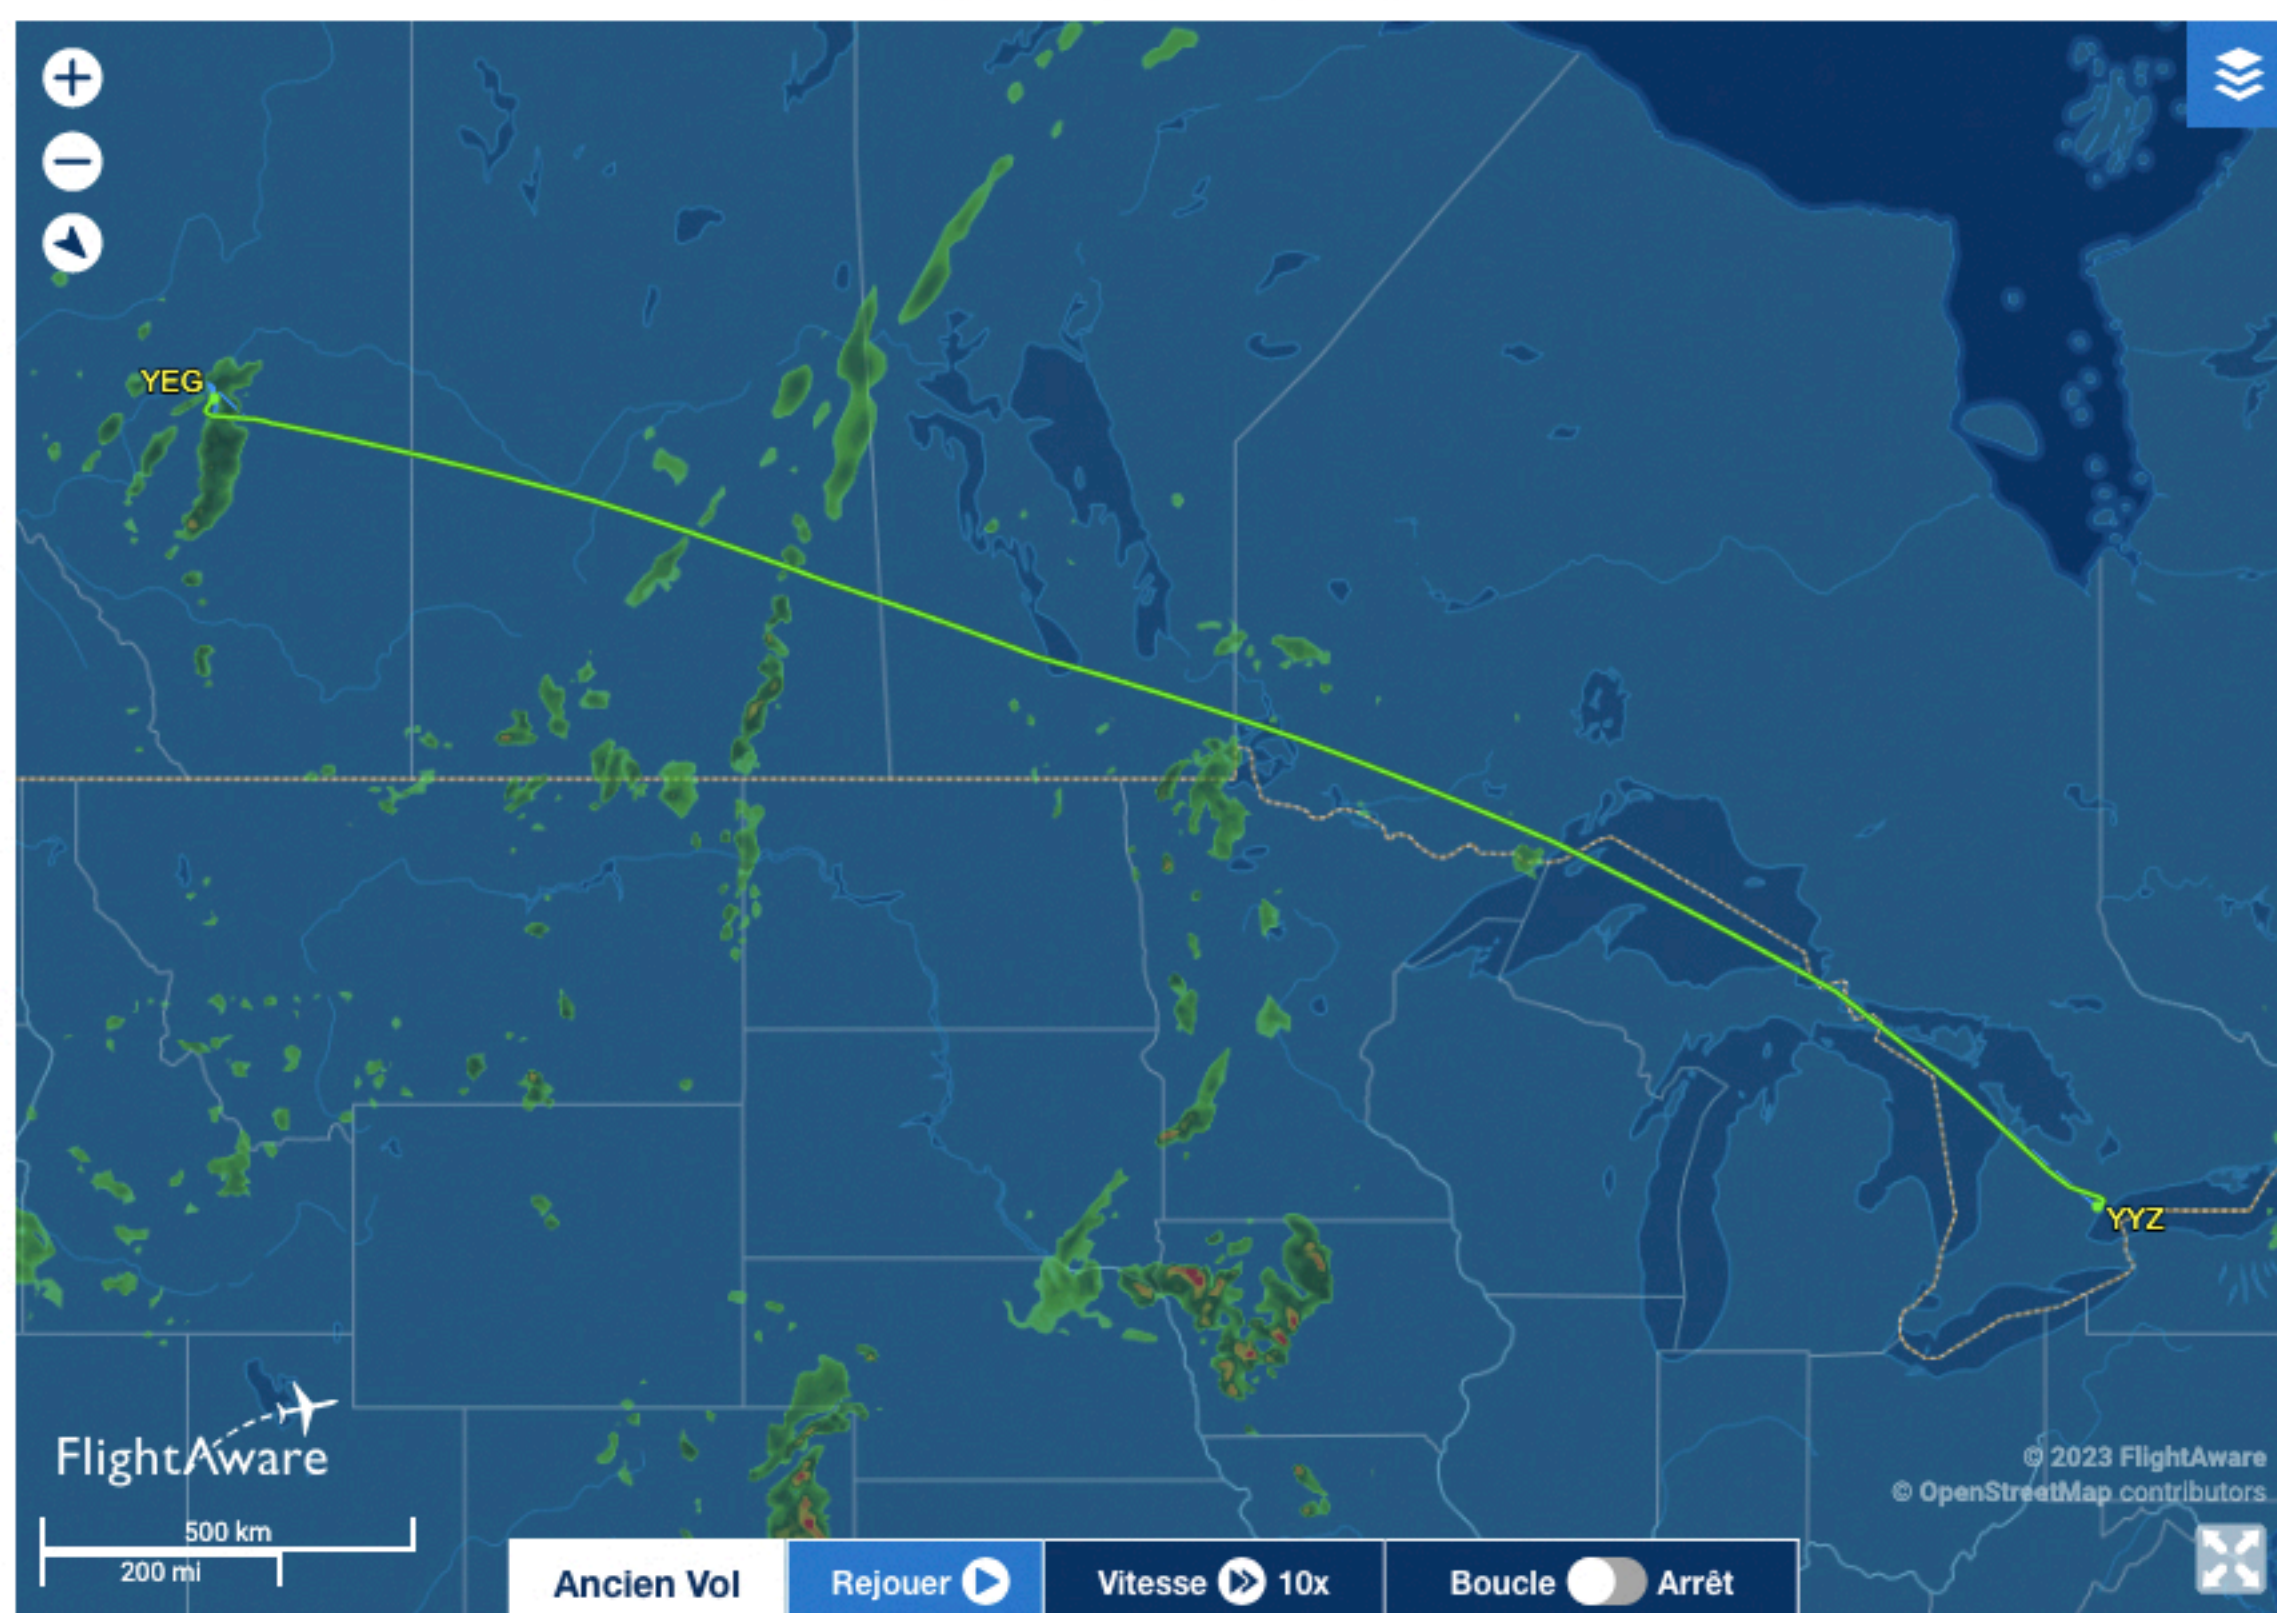 YEG
YYZ
FlightAware
© 2023 FlightAware
© OpenStreetMap contributors
500 km
200 mi
Ancien Vol
Rejouer
Vitesse 10x
Boucle Arrêt